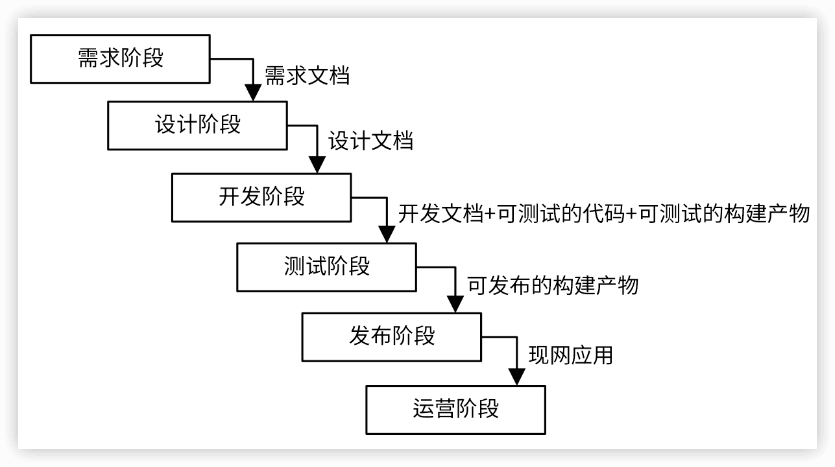 需求阶段
需求文档
设计阶段
设计文档
开发阶段
开发文档+可测试的代码+可测试的构建产物
测试阶段
可发布的构建产物
发布阶段
现网应用
运营阶段